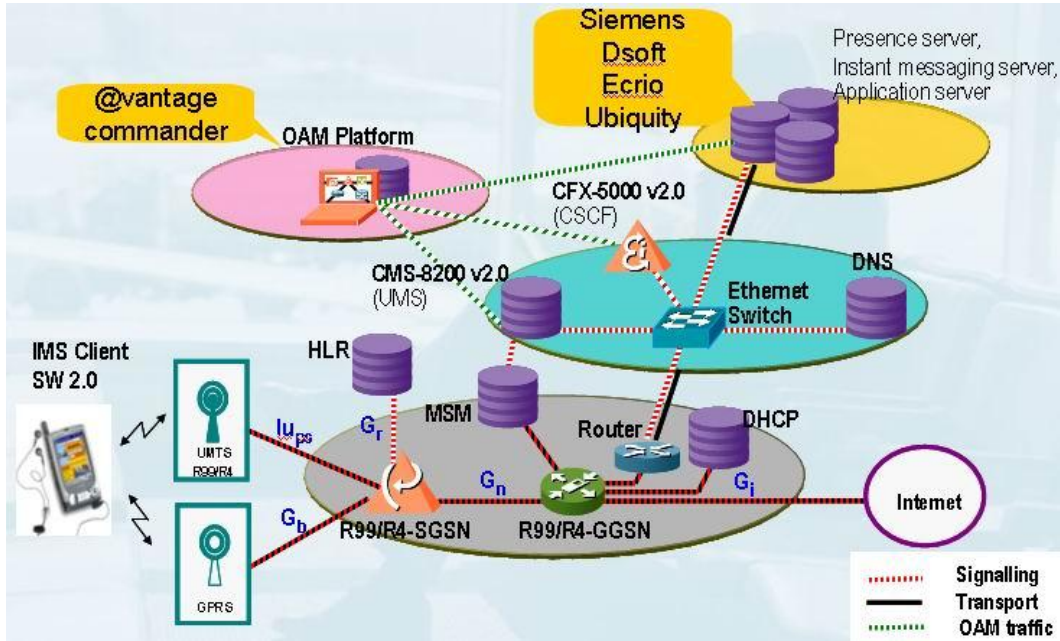 Siemens
Dsoft
Ecrio
Ubiquity
Presence server,
Instant messaging server,
Application server
@vantage
commander
OAM Platform
CFX-5000 v2.0
(CSCF)
CMS-8200 v2.0
(UMS)
DNS
Ethernet
Switch
HLR
IMS Client
SW 2.0
MSM
DHCP
Router
Iu ps
Gr
UMTS
R99/R4
Gn
Gi
Internet
Gb
R99/R4-SGSN
R99/R4-GGSN
GPRS
Signalling
Transport
OAM traffic